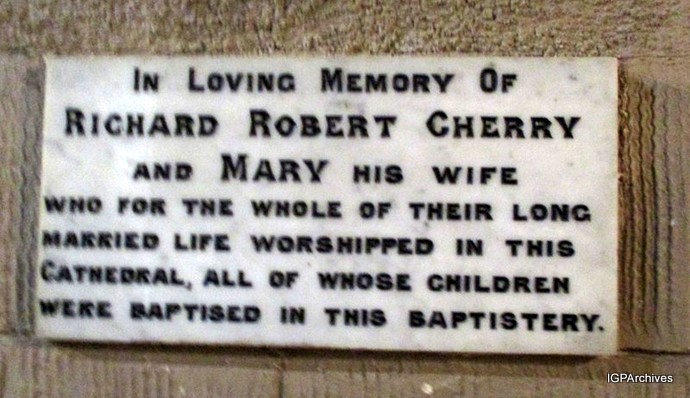 IN LOVING MEMORY OF
RICHARD ROBERT CHERRY
AND MARY HIS WIFE
WHO FOR THE WHOLE OF THEIR LONG
MARRIED LIFE WORSHIPPED IN THIS
CATHEDRAL, ALL OF WHOSE CHILDREN
WERE BAPTISED IN THIS BAPTISTERY.
IGPArchives